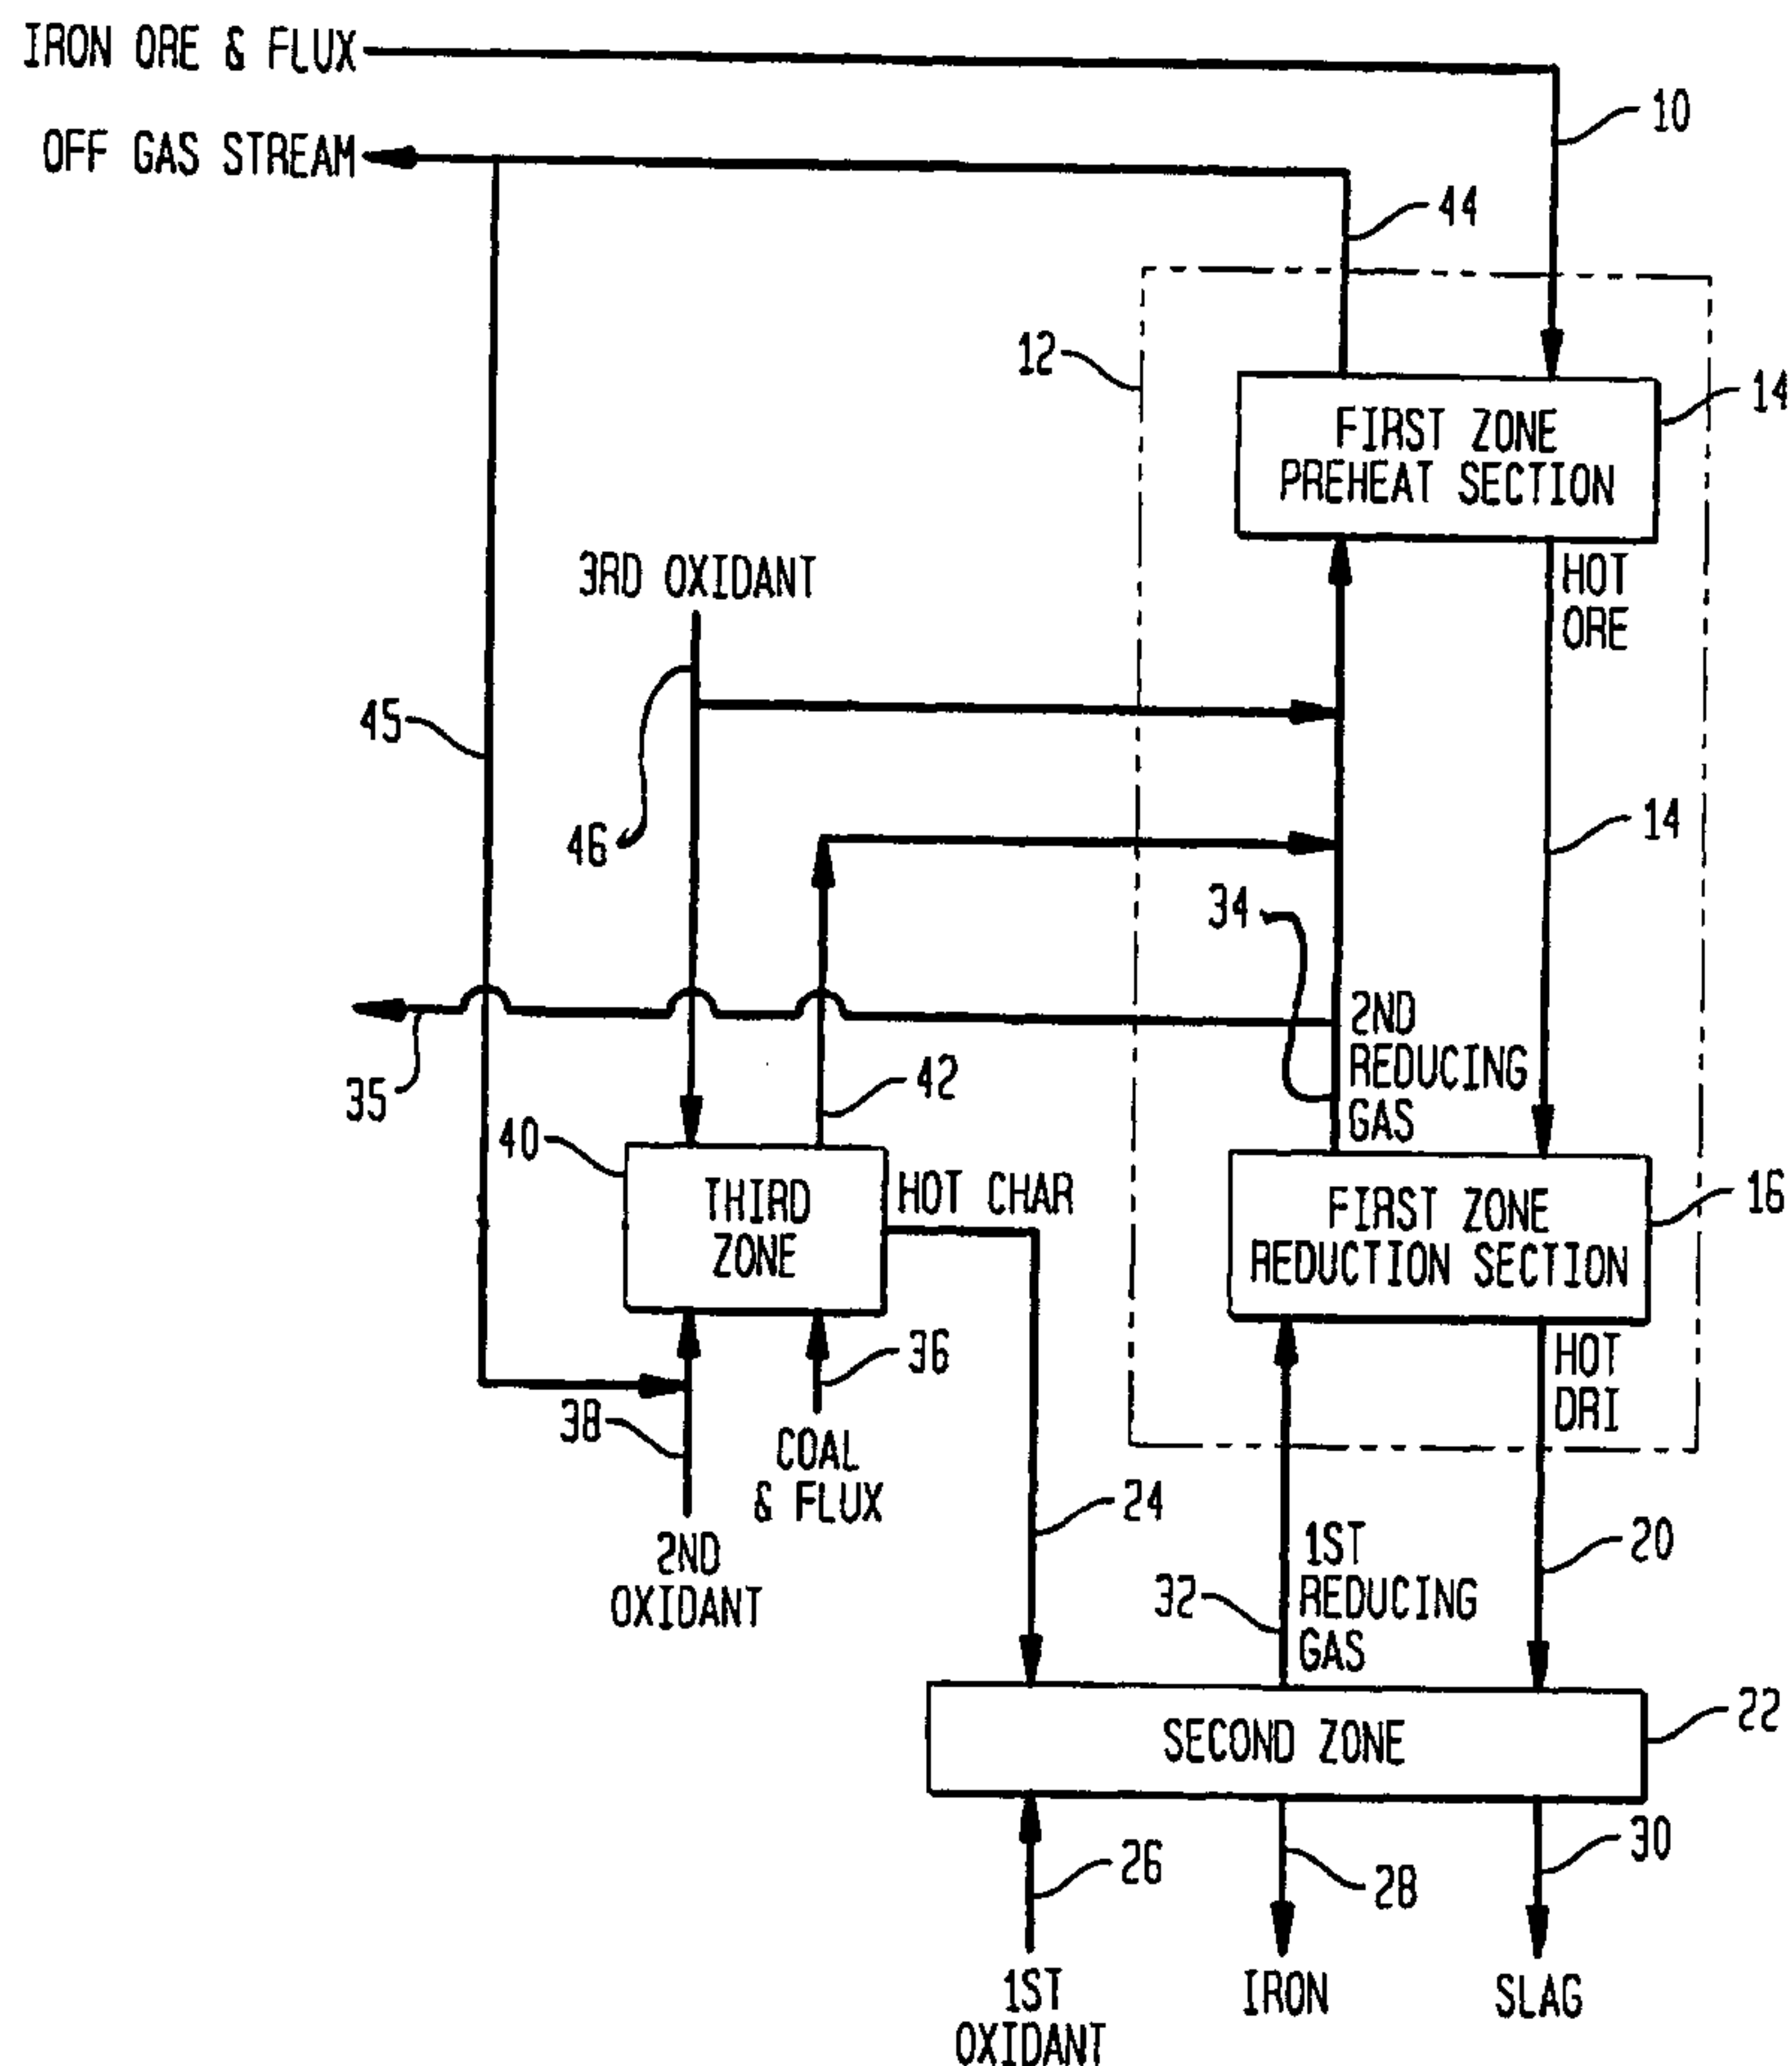 IRON ORE & FLUX
10
OFF GAS STREAM
44
12
14
FIRST ZONE
PREHEAT SECTION
3RD OXIDANT
HOT
ORE
45
46
14
34
2ND
REDUCING
GAS
35
42
40
THIRD
ZONE
HOT CHAR
16
FIRST ZONE
REDUCTION SECTION
36
HOT
DRI
38
COAL
& FLUX
24
2ND
OXIDANT
20
32
1ST
REDUCING
GAS
22
SECOND ZONE
26
28
30
1ST
OXIDANT
IRON
SLAG